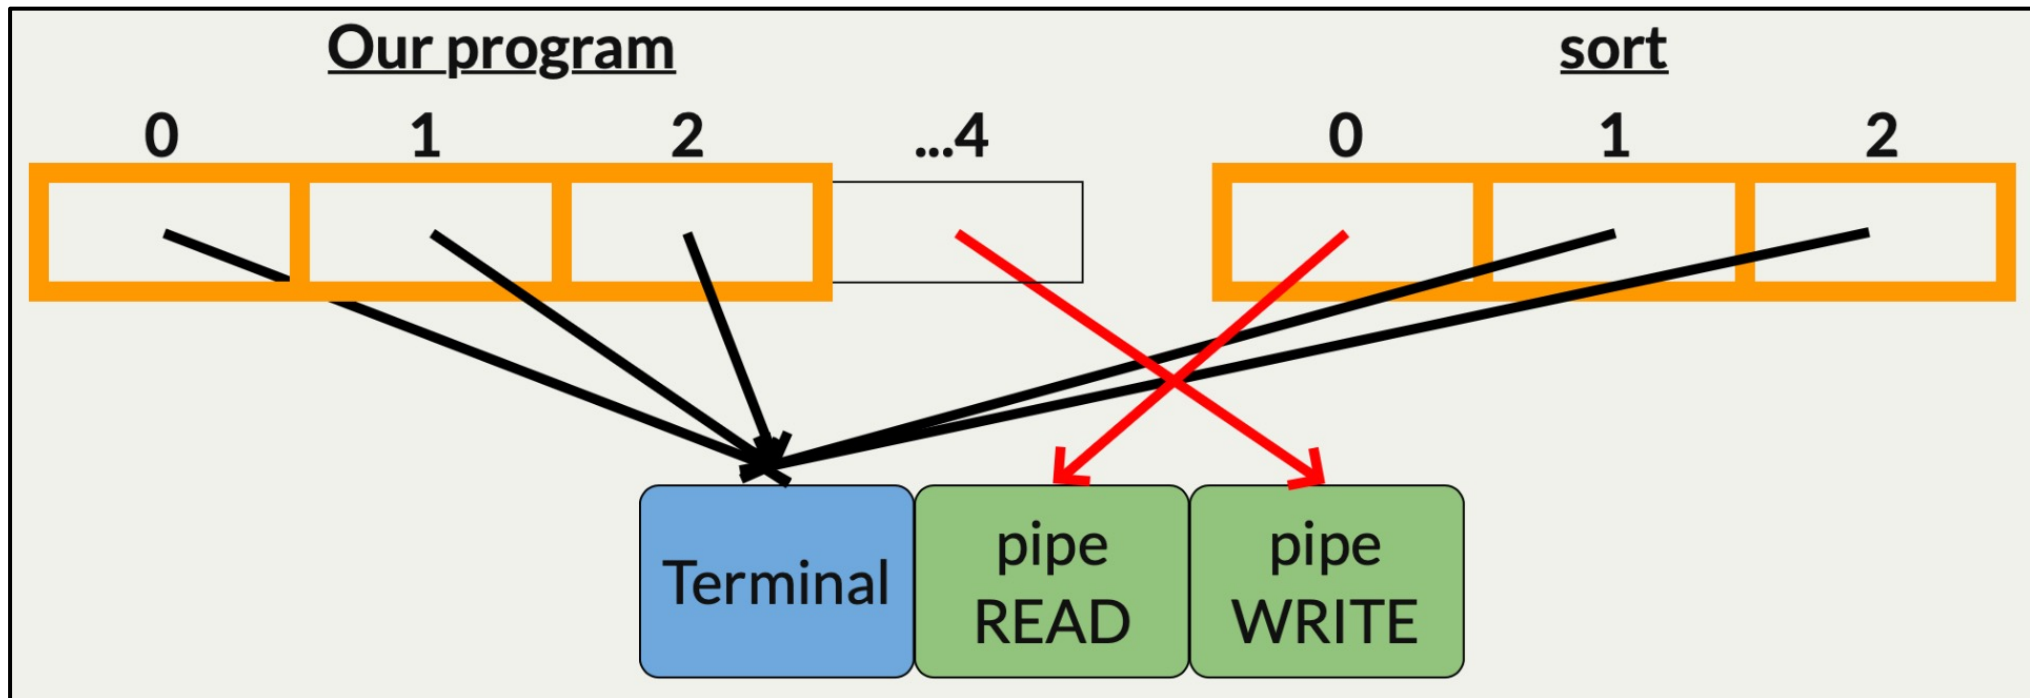 Our program
sort
0 1 2 ...4 0 1 2
Terminal
pipe
READ
pipe
WRITE